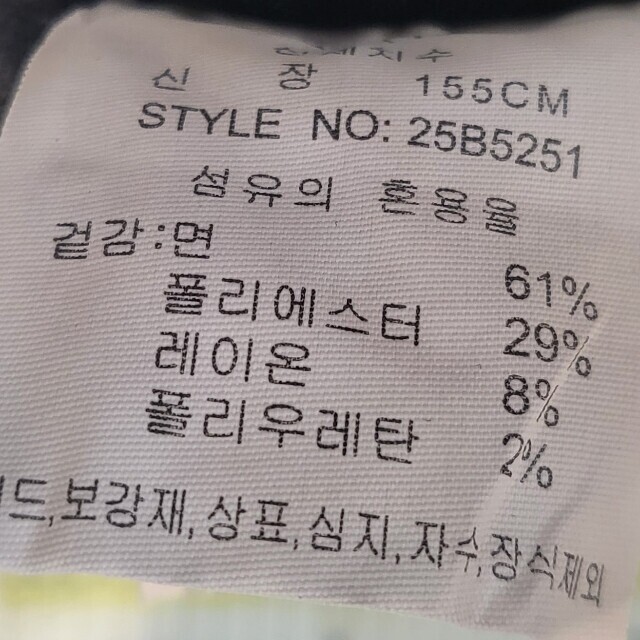 신 장 155CM
STYLE NO: 25B5251
섬유의 혼용율
겉감:면 61%
폴리에스터 29%
레이온 8%
폴리우레탄 2%
드,보강재,상표,심지,자수,장식제외